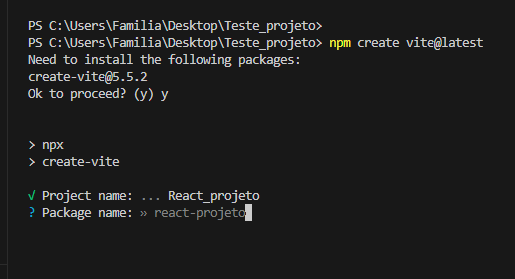 PS C:\Users\Familia\Desktop\Teste_projeto>
PS C:\Users\Familia\Desktop\Teste_projeto> npm create vite@latest
Need to install the following packages:
create-vite@5.5.2
Ok to proceed? (y) y
> npx
> create-vite
√ Project name: ... React_projeto
? Package name: » react-projeto